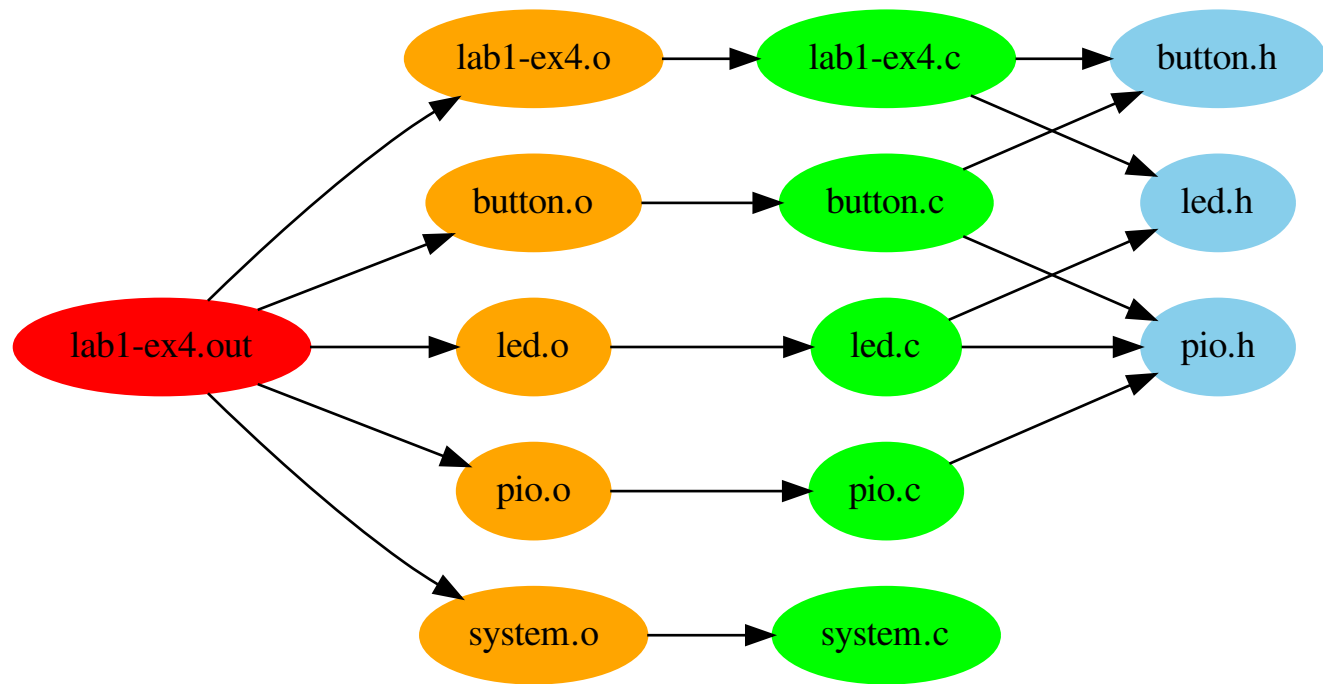 lab1-ex4.o
lab1-ex4.c
button.h
button.o
button.c
led.h
lab1-ex4.out
led.o
led.c
pio.h
pio.o
pio.c
system.o
system.c